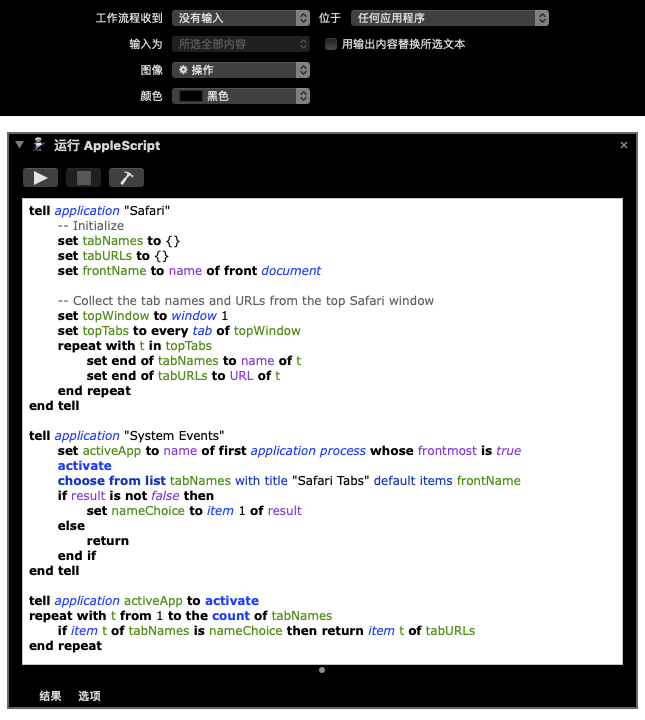 工作流程收到 没有输入 位于 任何应用程序
输入为 所选全部内容 用输出内容替换所选文本
图像 操作
颜色 黑色
运行 AppleScript
tell application "Safari"
-- Initialize
set tabNames to {}
set tabURLs to {}
set frontName to name of front document
-- Collect the tab names and URLs from the top Safari window
set topWindow to window 1
set topTabs to every tab of topWindow
repeat with t in topTabs
set end of tabNames to name of t
set end of tabURLs to URL of t
end repeat
end tell
tell application "System Events"
set activeApp to name of first application process whose frontmost is true
activate
choose from list tabNames with title "Safari Tabs" default items frontName
if result is not false then
set nameChoice to item 1 of result
else
return
end if
end tell
tell application activeApp to activate
repeat with t from 1 to the count of tabNames
if item t of tabNames is nameChoice then return item t of tabURLs
end repeat
结果 选项